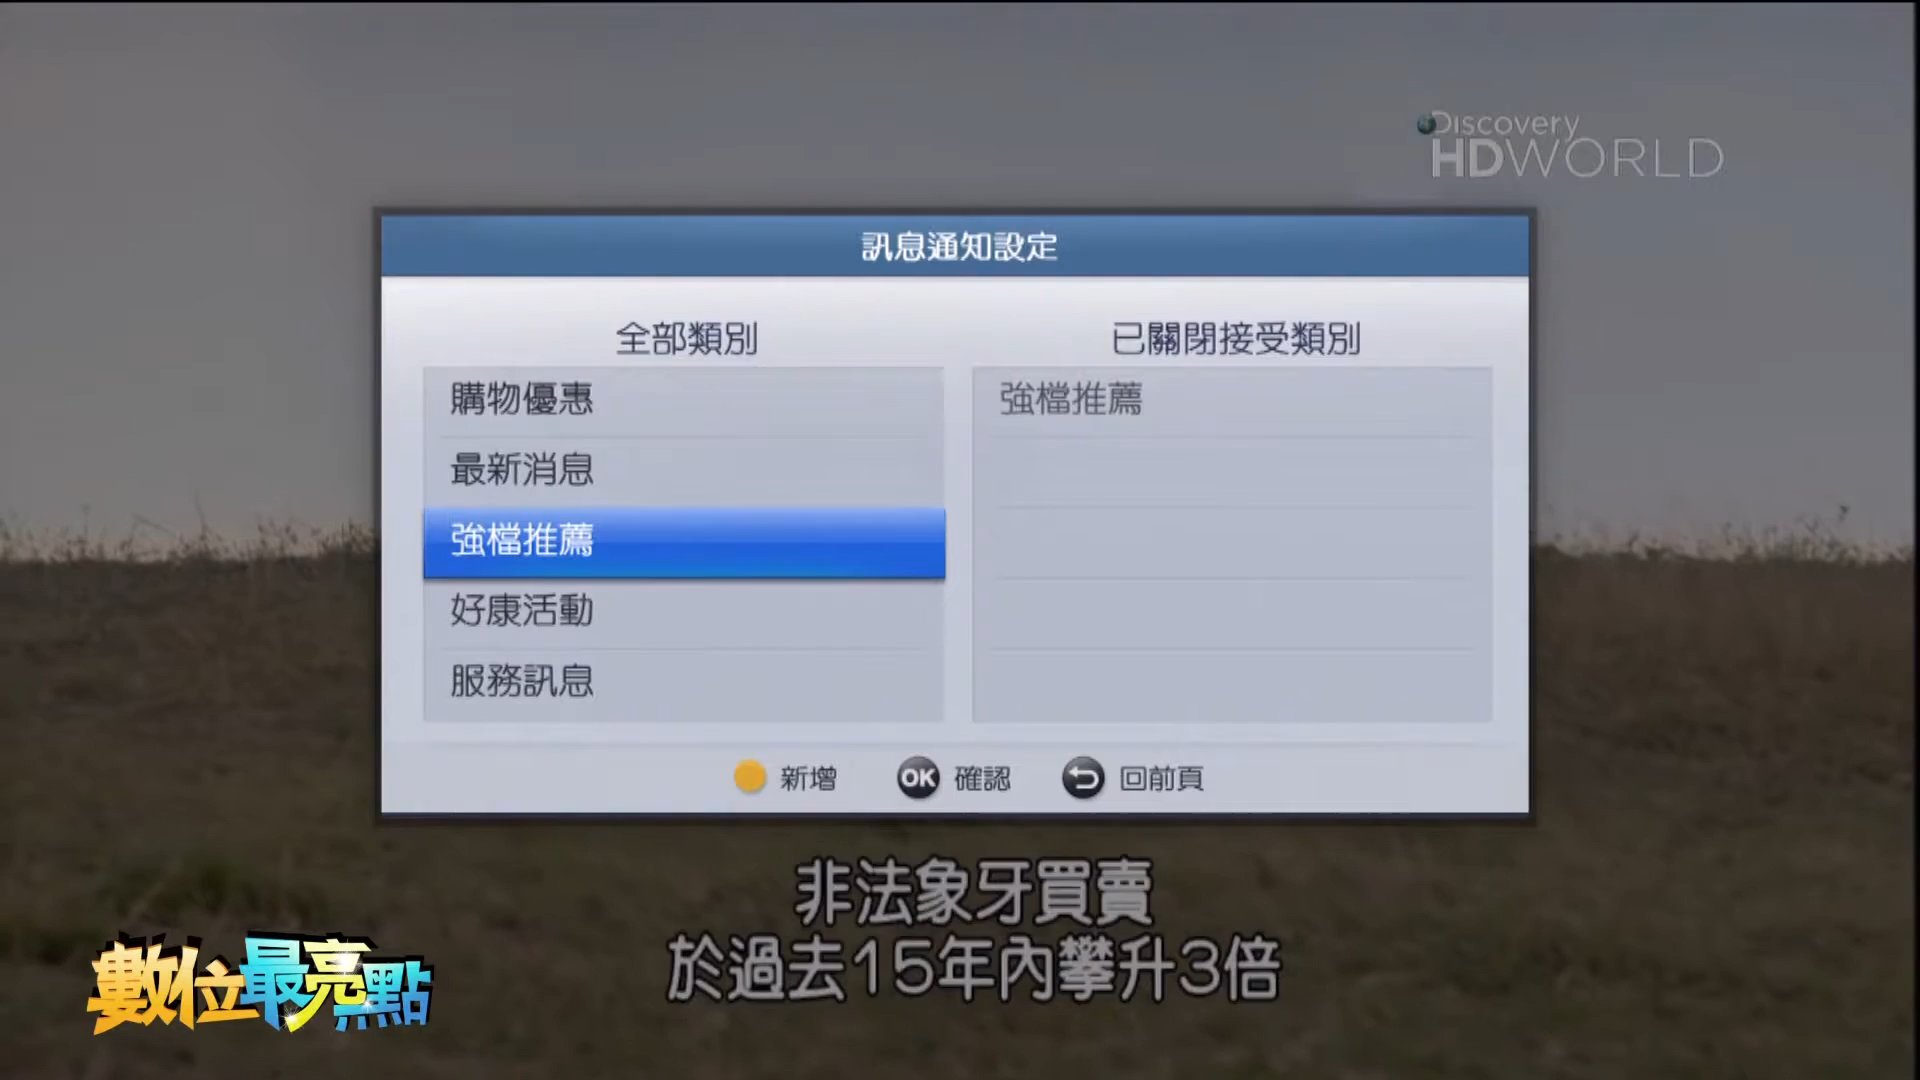 Discovery
HDWORLD
訊息通知設定
全部類別
購物優惠
最新消息
強檔推薦
好康活動
服務訊息
已關閉接受類別
強檔推薦
新增
OK 確認
回前頁
非法象牙買賣
於過去15年內攀升3倍
數位最亮點